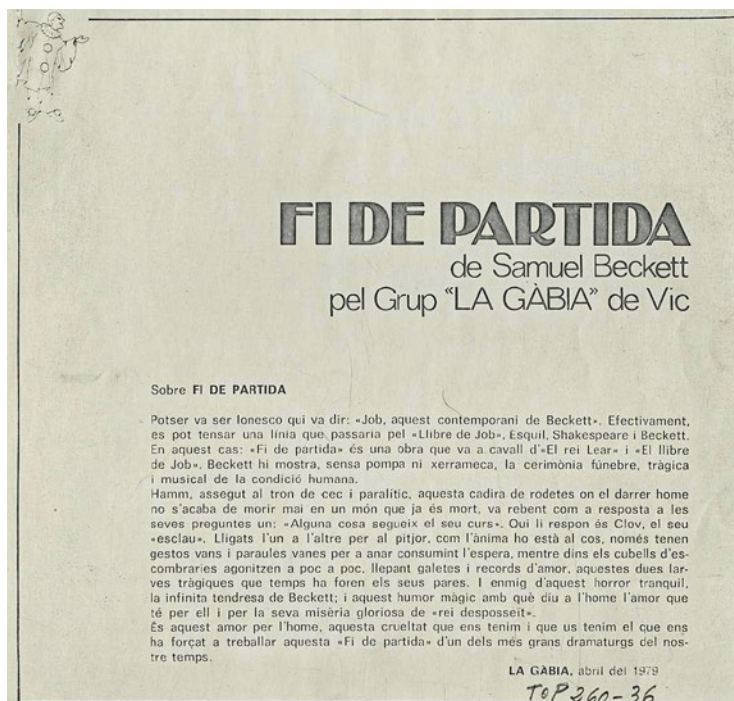 FI DE PARTIDA
de Samuel Beckett
pel Grup "LA GÀBIA" de Vic
Sobre FI DE PARTIDA
Potser va ser Ionesco qui va dir: «Job, aquest contemporani de Beckett». Efectivament,
es pot tensar una línia que passaria pel «Llibre de Job», Esquil, Shakespeare i Beckett.
En aquest cas: «Fi de partida» és una obra que va a cavall d'«El rei Lear» i «El llibre
de Job». Beckett hi mostra, sensa pompa ni xerrameca, la cerimònia fúnebre, tràgica
i musical de la condició humana.
Hamm, assegut al tron de cec i paralític, aquesta cadira de rodetes on el darrer home
no s'acaba de morir mai en un món que ja és mort, va rebent com a resposta a les
seves preguntes un: «Alguna cosa segueix el seu curs». Qui li respon és Clov, el seu
«esclau». Lligats l'un a l'altre per al pitjor, com l'ànima ho està al cos, només tenen
gestos vans i paraules vanes per a anar consumint l'espera, mentre dins els cubells d'es-
combraries agonitzen a poc a poc, llepant galetes i records d'amor, aquestes dues lar-
ves tràgiques que temps ha foren els seus pares. I enmig d'aquest horror tranquil,
la infinita tendresa de Beckett; i aquest humor màgic amb què diu a l'home l'amor que
té per ell i per la seva misèria gloriosa de «rei desposseit».
És aquest amor per l'home, aquesta crueltat que ens tenim i que us tenim el que ens
ha forçat a treballar aquesta «Fi de partida» d'un dels més grans dramaturgs del nos-
tre temps.
LA GÀBIA, abril del 1979
TOP 260-36